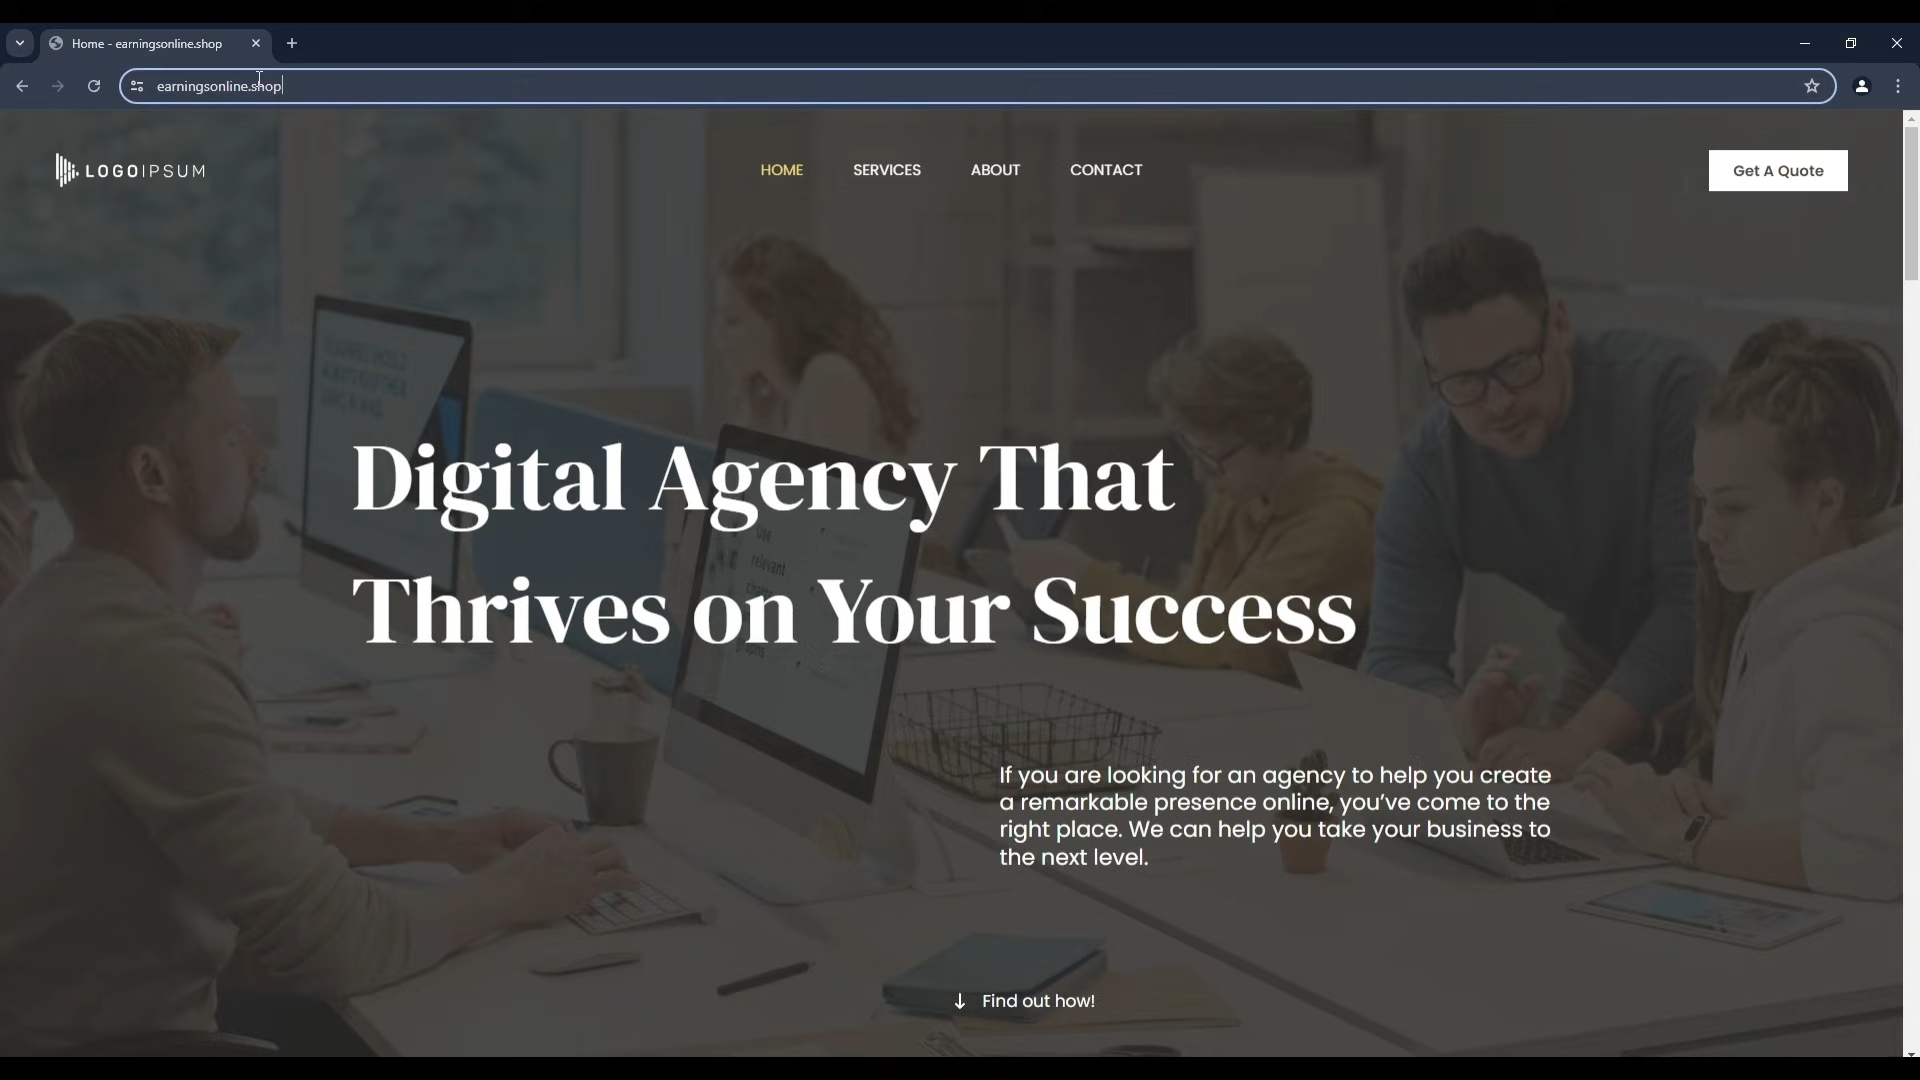 Home - earningsonline.shop
earningsonline.shop
LOGOIPSUM
HOME
SERVICES
ABOUT
CONTACT
Get A Quote
Digital Agency That
Thrives on Your Success
use
relevant
If you are looking for an agency to help you create
a remarkable presence online, you've come to the
right place. We can help you take your business to
the next level.
↓ Find out how!